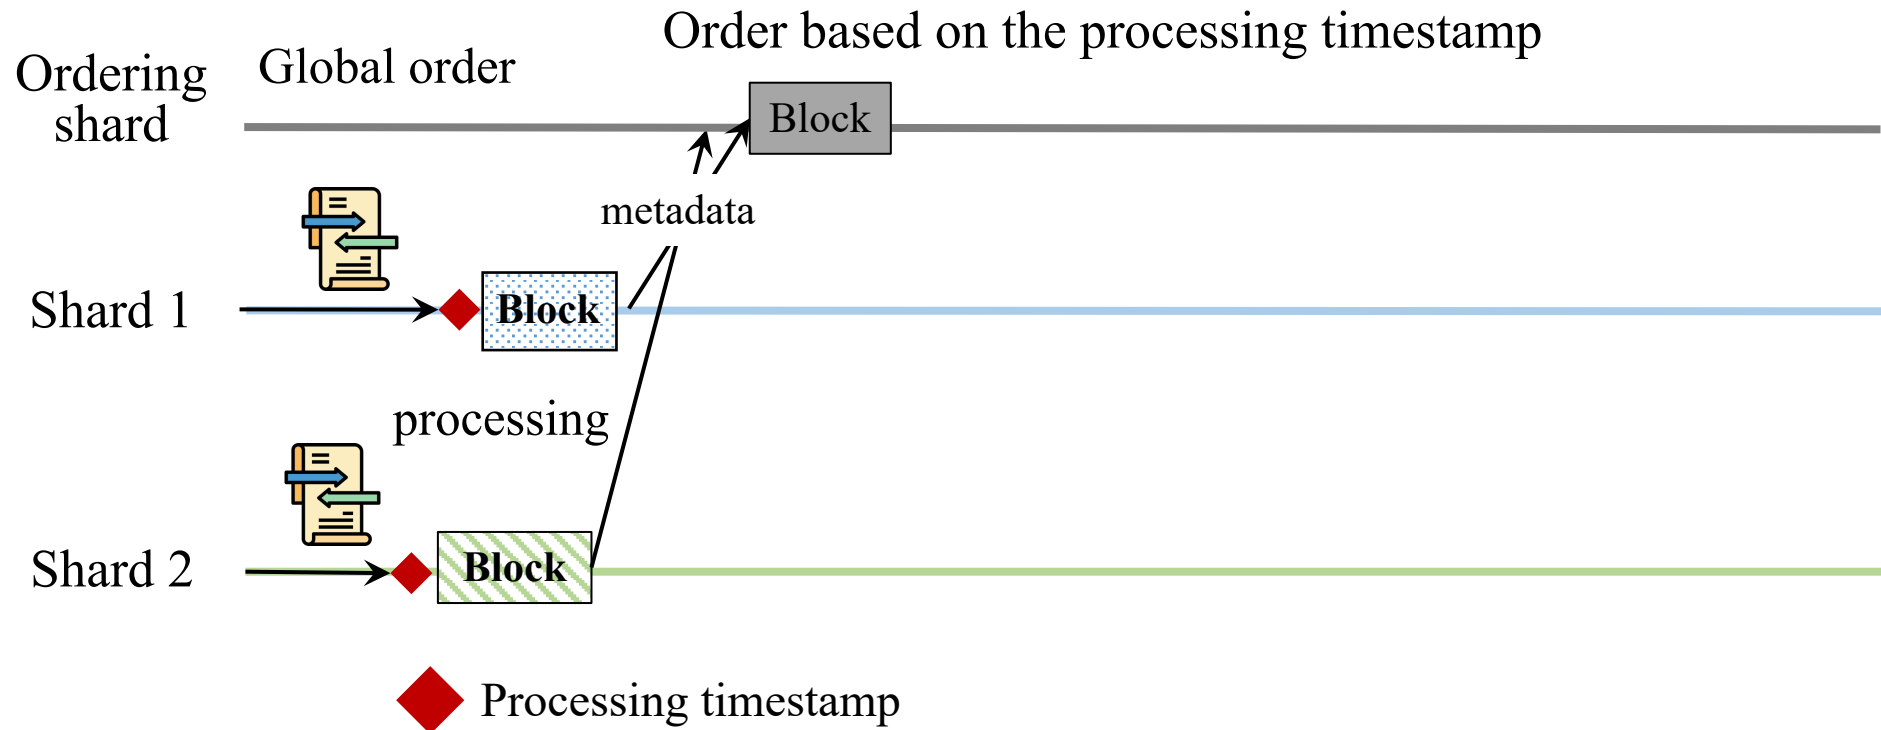 Order based on the processing timestamp
Ordering
shard
Global order
Block
metadata
Shard 1
Block
processing
Shard 2
Block
Processing timestamp